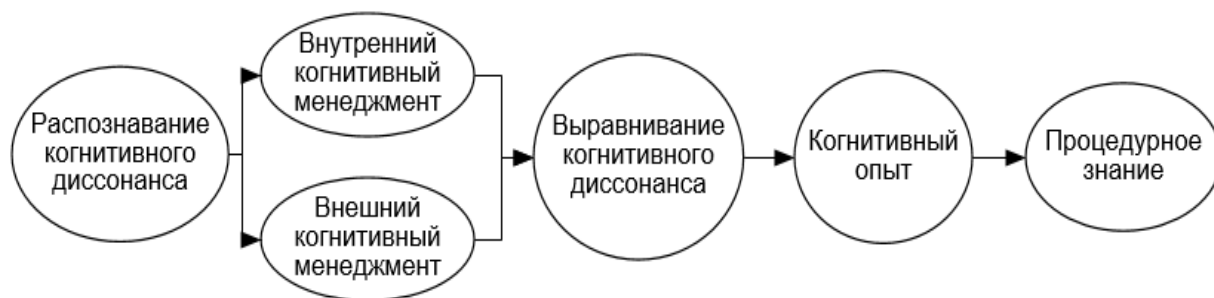 Распознавание
когнитивного
диссонанса
Внутренний
когнитивный
менеджмент
Внешний
когнитивный
менеджмент
Выравнивание
когнитивного
диссонанса
Когнитивный
опыт
Процедурное
знание